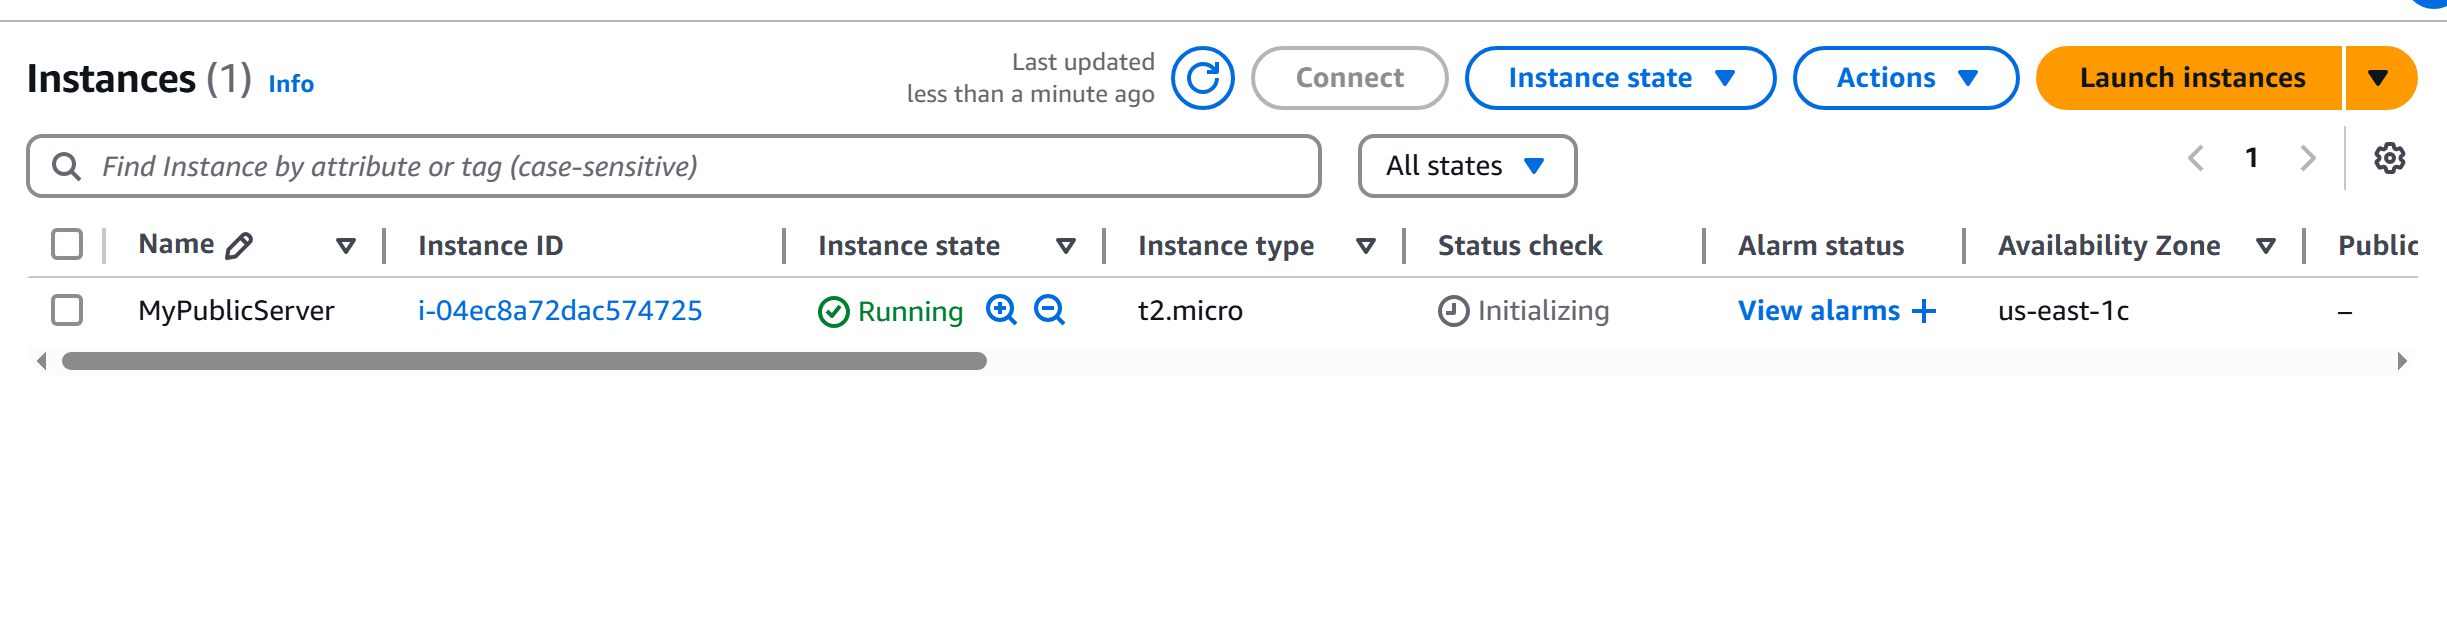 Instances (1) Info
Last updated
less than a minute ago
Connect
Instance state
Actions
Launch instances
Find Instance by attribute or tag (case-sensitive)
All states
1
Name Instance ID Instance state Instance type Status check Alarm status Availability Zone Public
MyPublicServer i-04ec8a72dac574725 Running t2.micro Initializing View alarms + us-east-1c –